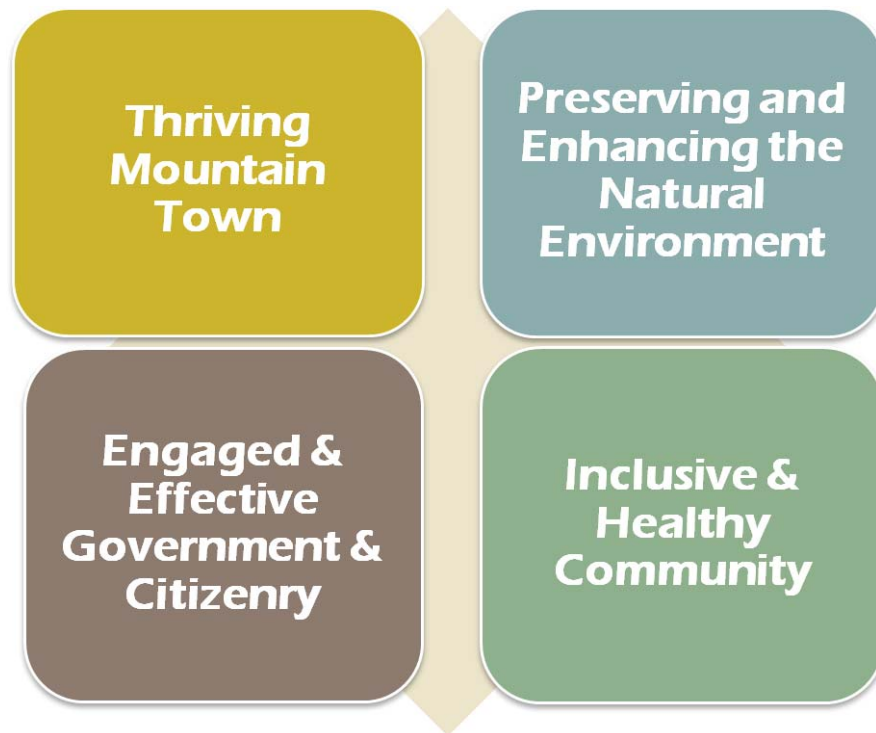 Thriving
Mountain
Town
Preserving and
Enhancing the
Natural
Environment
Engaged &
Effective
Government &
Citizenry
Inclusive &
Healthy
Community